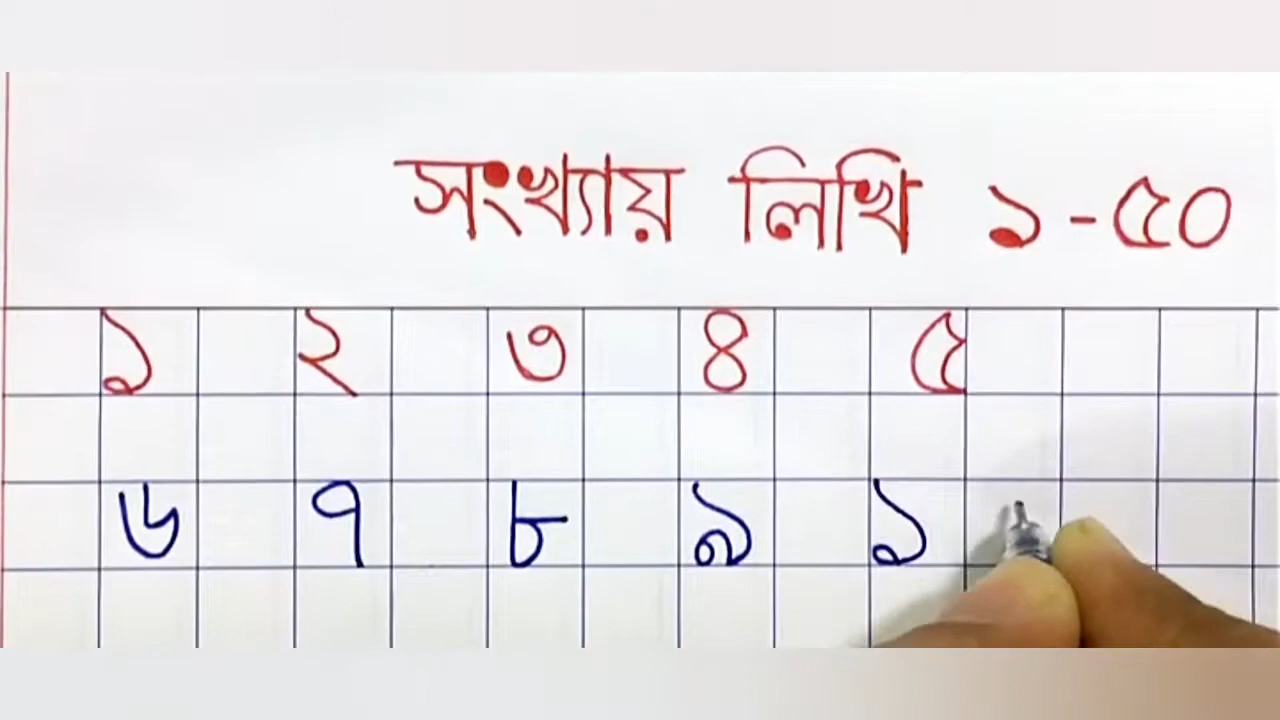 সংখ্যায় লিখি ১-৫০
১ ২ ৩ ৪ ৫
৬ ৭ ৮ ৯ ১